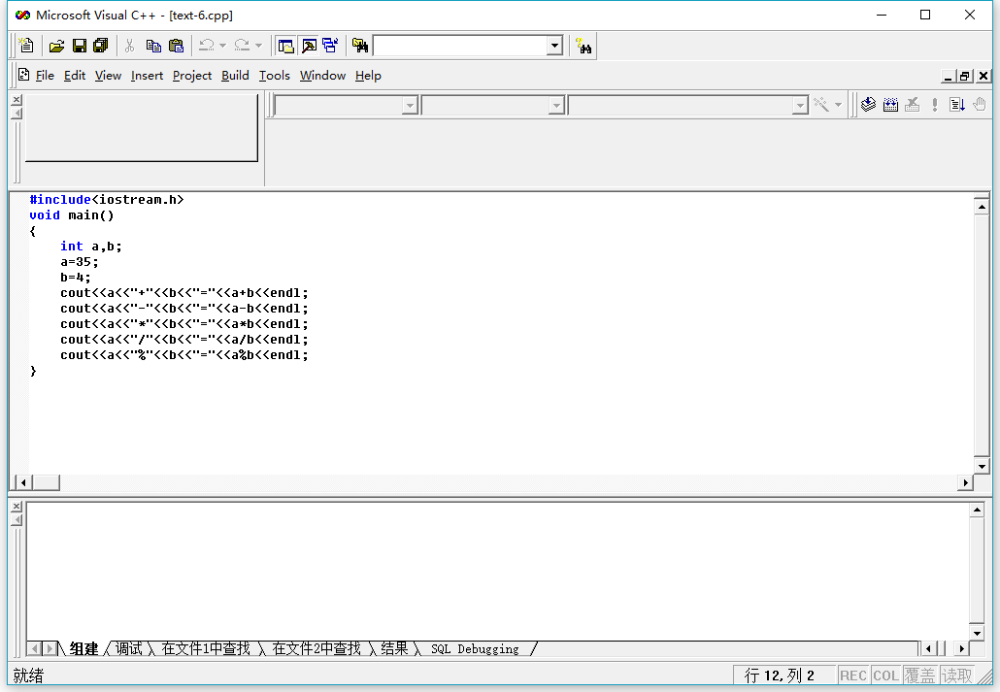 Microsoft Visual C++ - [text-6.cpp]
File Edit View Insert Project Build Tools Window Help
#include<iostream.h>
void main()
{
    int a,b;
    a=35;
    b=4;
    cout<<a<<"+"<<b<<"="<<a+b<<endl;
    cout<<a<<"-"<<b<<"="<<a-b<<endl;
    cout<<a<<"*"<<b<<"="<<a*b<<endl;
    cout<<a<<"/"<<b<<"="<<a/b<<endl;
    cout<<a<<"%"<<b<<"="<<a%b<<endl;
}
组建 调试 在文件1中查找 在文件2中查找 结果 SQL Debugging
就绪 行 12, 列 2 REC COL 覆盖 读取